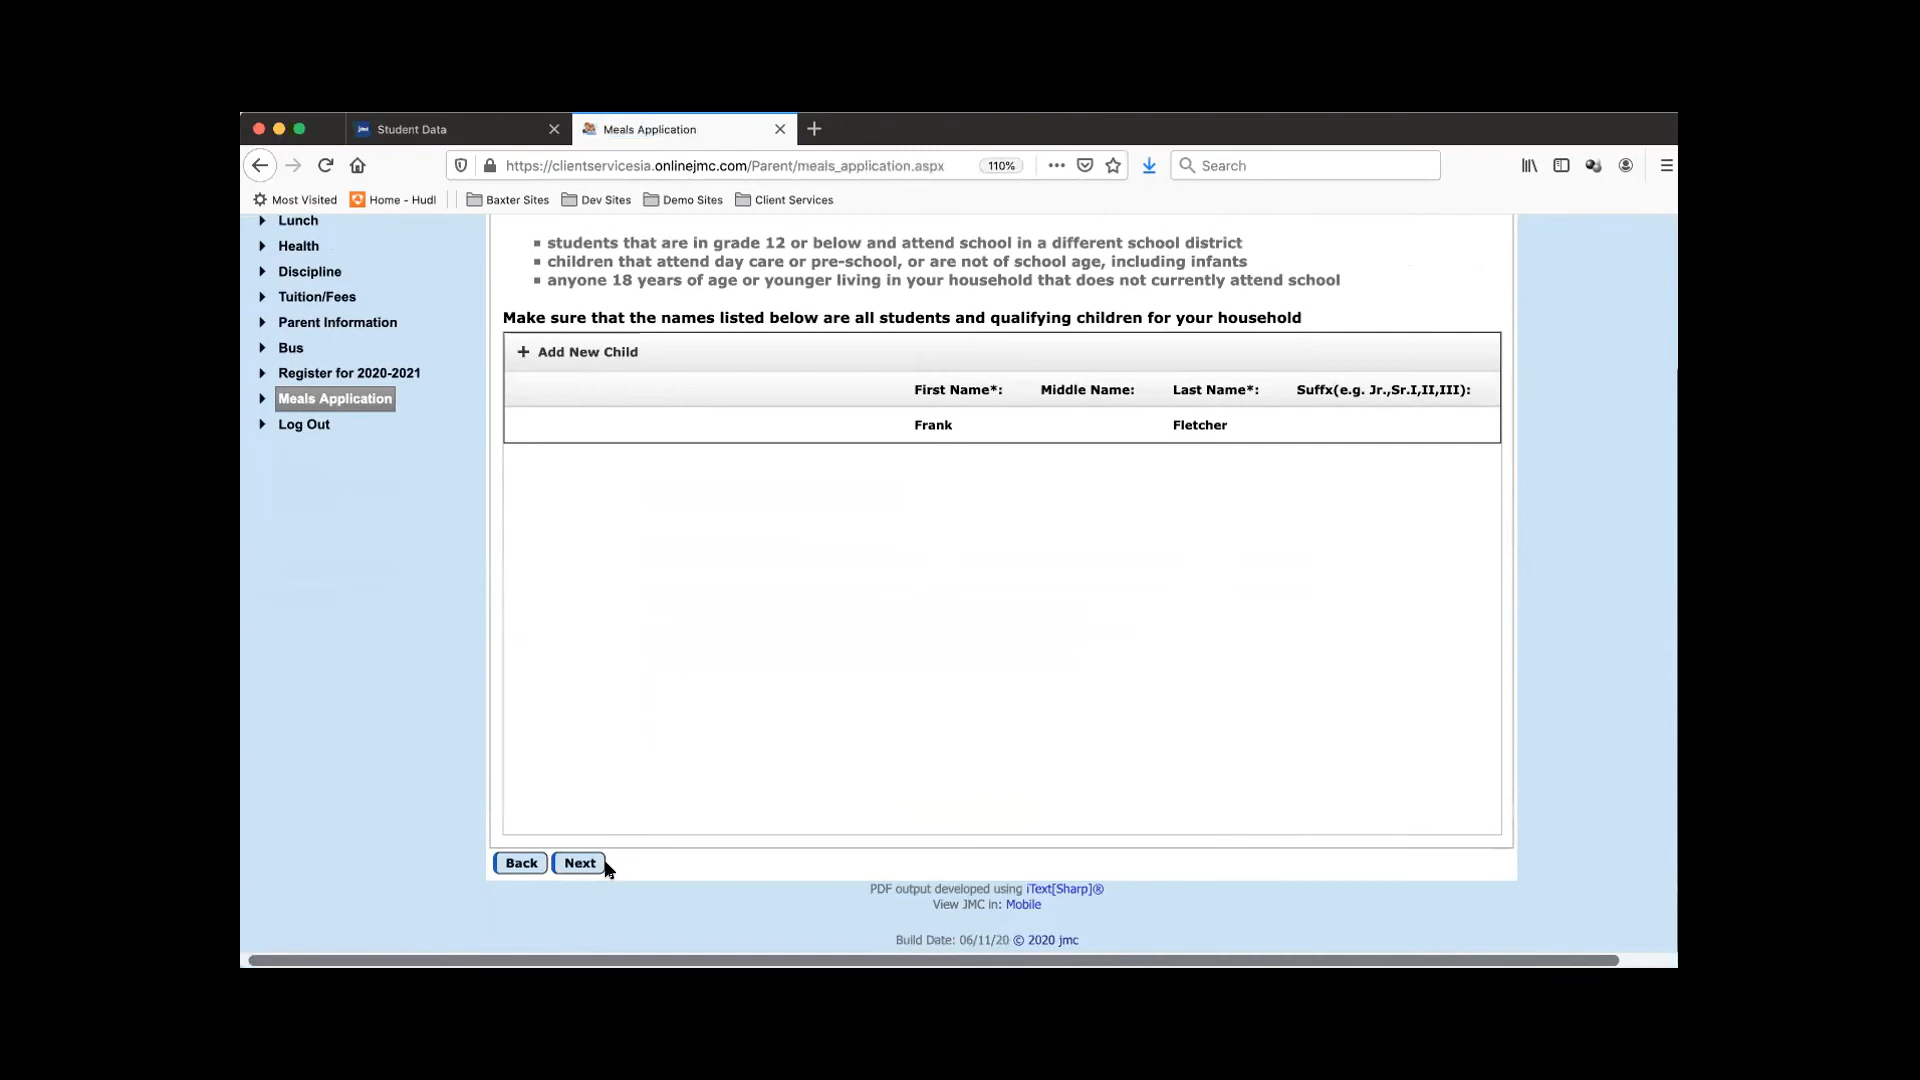 Student Data
Meals Application
https://clientservicesia.onlinejmc.com/Parent/meals_application.aspx
110%
Search
Most Visited
Home - Hudl
Baxter Sites
Dev Sites
Demo Sites
Client Services
Lunch
Health
Discipline
Tuition/Fees
Parent Information
Bus
Register for 2020-2021
Meals Application
Log Out
▪ students that are in grade 12 or below and attend school in a different school district
▪ children that attend day care or pre-school, or are not of school age, including infants
▪ anyone 18 years of age or younger living in your household that does not currently attend school
Make sure that the names listed below are all students and qualifying children for your household
+ Add New Child
First Name*: Middle Name: Last Name*: Suffx(e.g. Jr.,Sr.I,II,III):
Frank Fletcher
Back Next
PDF output developed using iText[Sharp]®
View JMC in: Mobile
Build Date: 06/11/20 © 2020 jmc